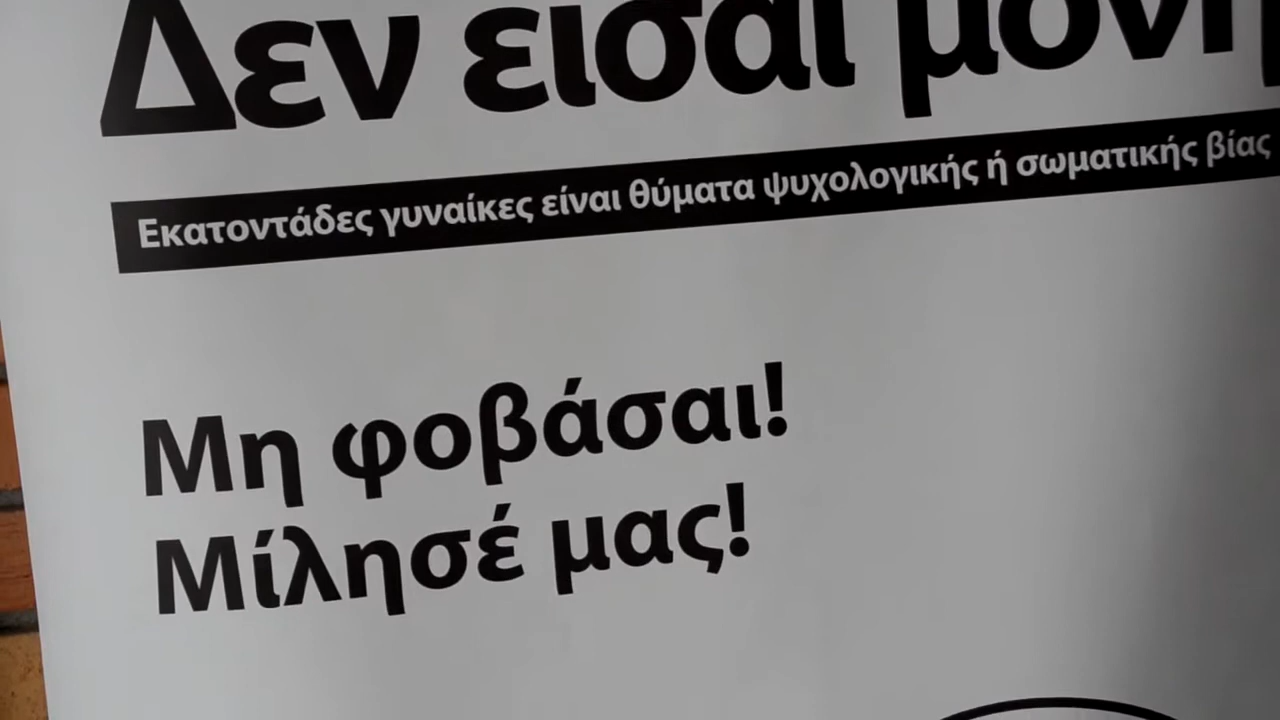 Δεν είσαι μόνη
Εκατοντάδες γυναίκες είναι θύματα ψυχολογικής ή σωματικής βίας
Μη φοβάσαι!
Μίλησέ μας!